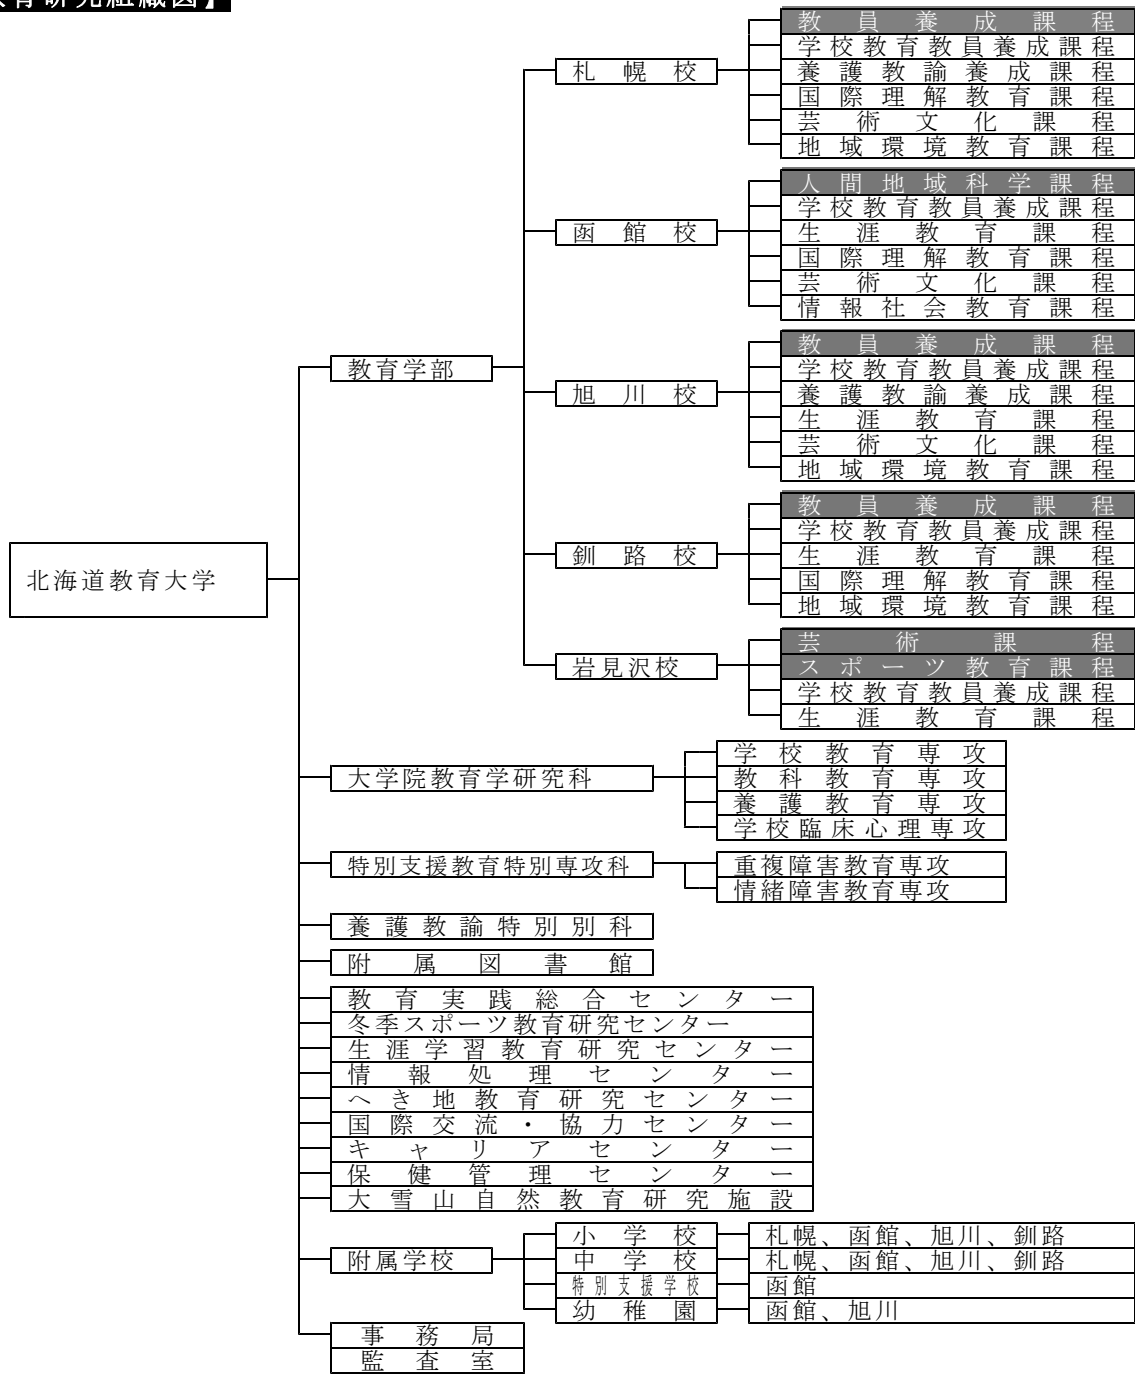 育研究組織図】
教員養成課程
学校教育教員養成課程
札幌校
養護教諭養成課程
国際理解教育課程
芸術文化課程
地域環境教育課程
人間地域科学課程
学校教育教員養成課程
函館校
生涯教育課程
国際理解教育課程
芸術文化課程
情報社会教育課程
教育学部
教員養成課程
学校教育教員養成課程
旭川校
養護教諭養成課程
生涯教育課程
芸術文化課程
地域環境教育課程
教員養成課程
学校教育教員養成課程
釧路校
生涯教育課程
国際理解教育課程
地域環境教育課程
北海道教育大学
芸術課程
岩見沢校
スポーツ教育課程
学校教育教員養成課程
生涯教育課程
大学院教育学研究科
学校教育専攻
教科教育専攻
養護教育専攻
学校臨床心理専攻
特別支援教育特別専攻科
重複障害教育専攻
情緒障害教育専攻
養護教諭特別別科
附属図書館
教育実践総合センター
冬季スポーツ教育研究センター
生涯学習教育研究センター
情報処理センター
へき地教育研究センター
国際交流・協力センター
キャリアセンター
保健管理センター
大雪山自然教育研究施設
附属学校
小学校 札幌、函館、旭川、釧路
中学校 札幌、函館、旭川、釧路
特別支援学校 函館
幼稚園 函館、旭川
事務局
監査室